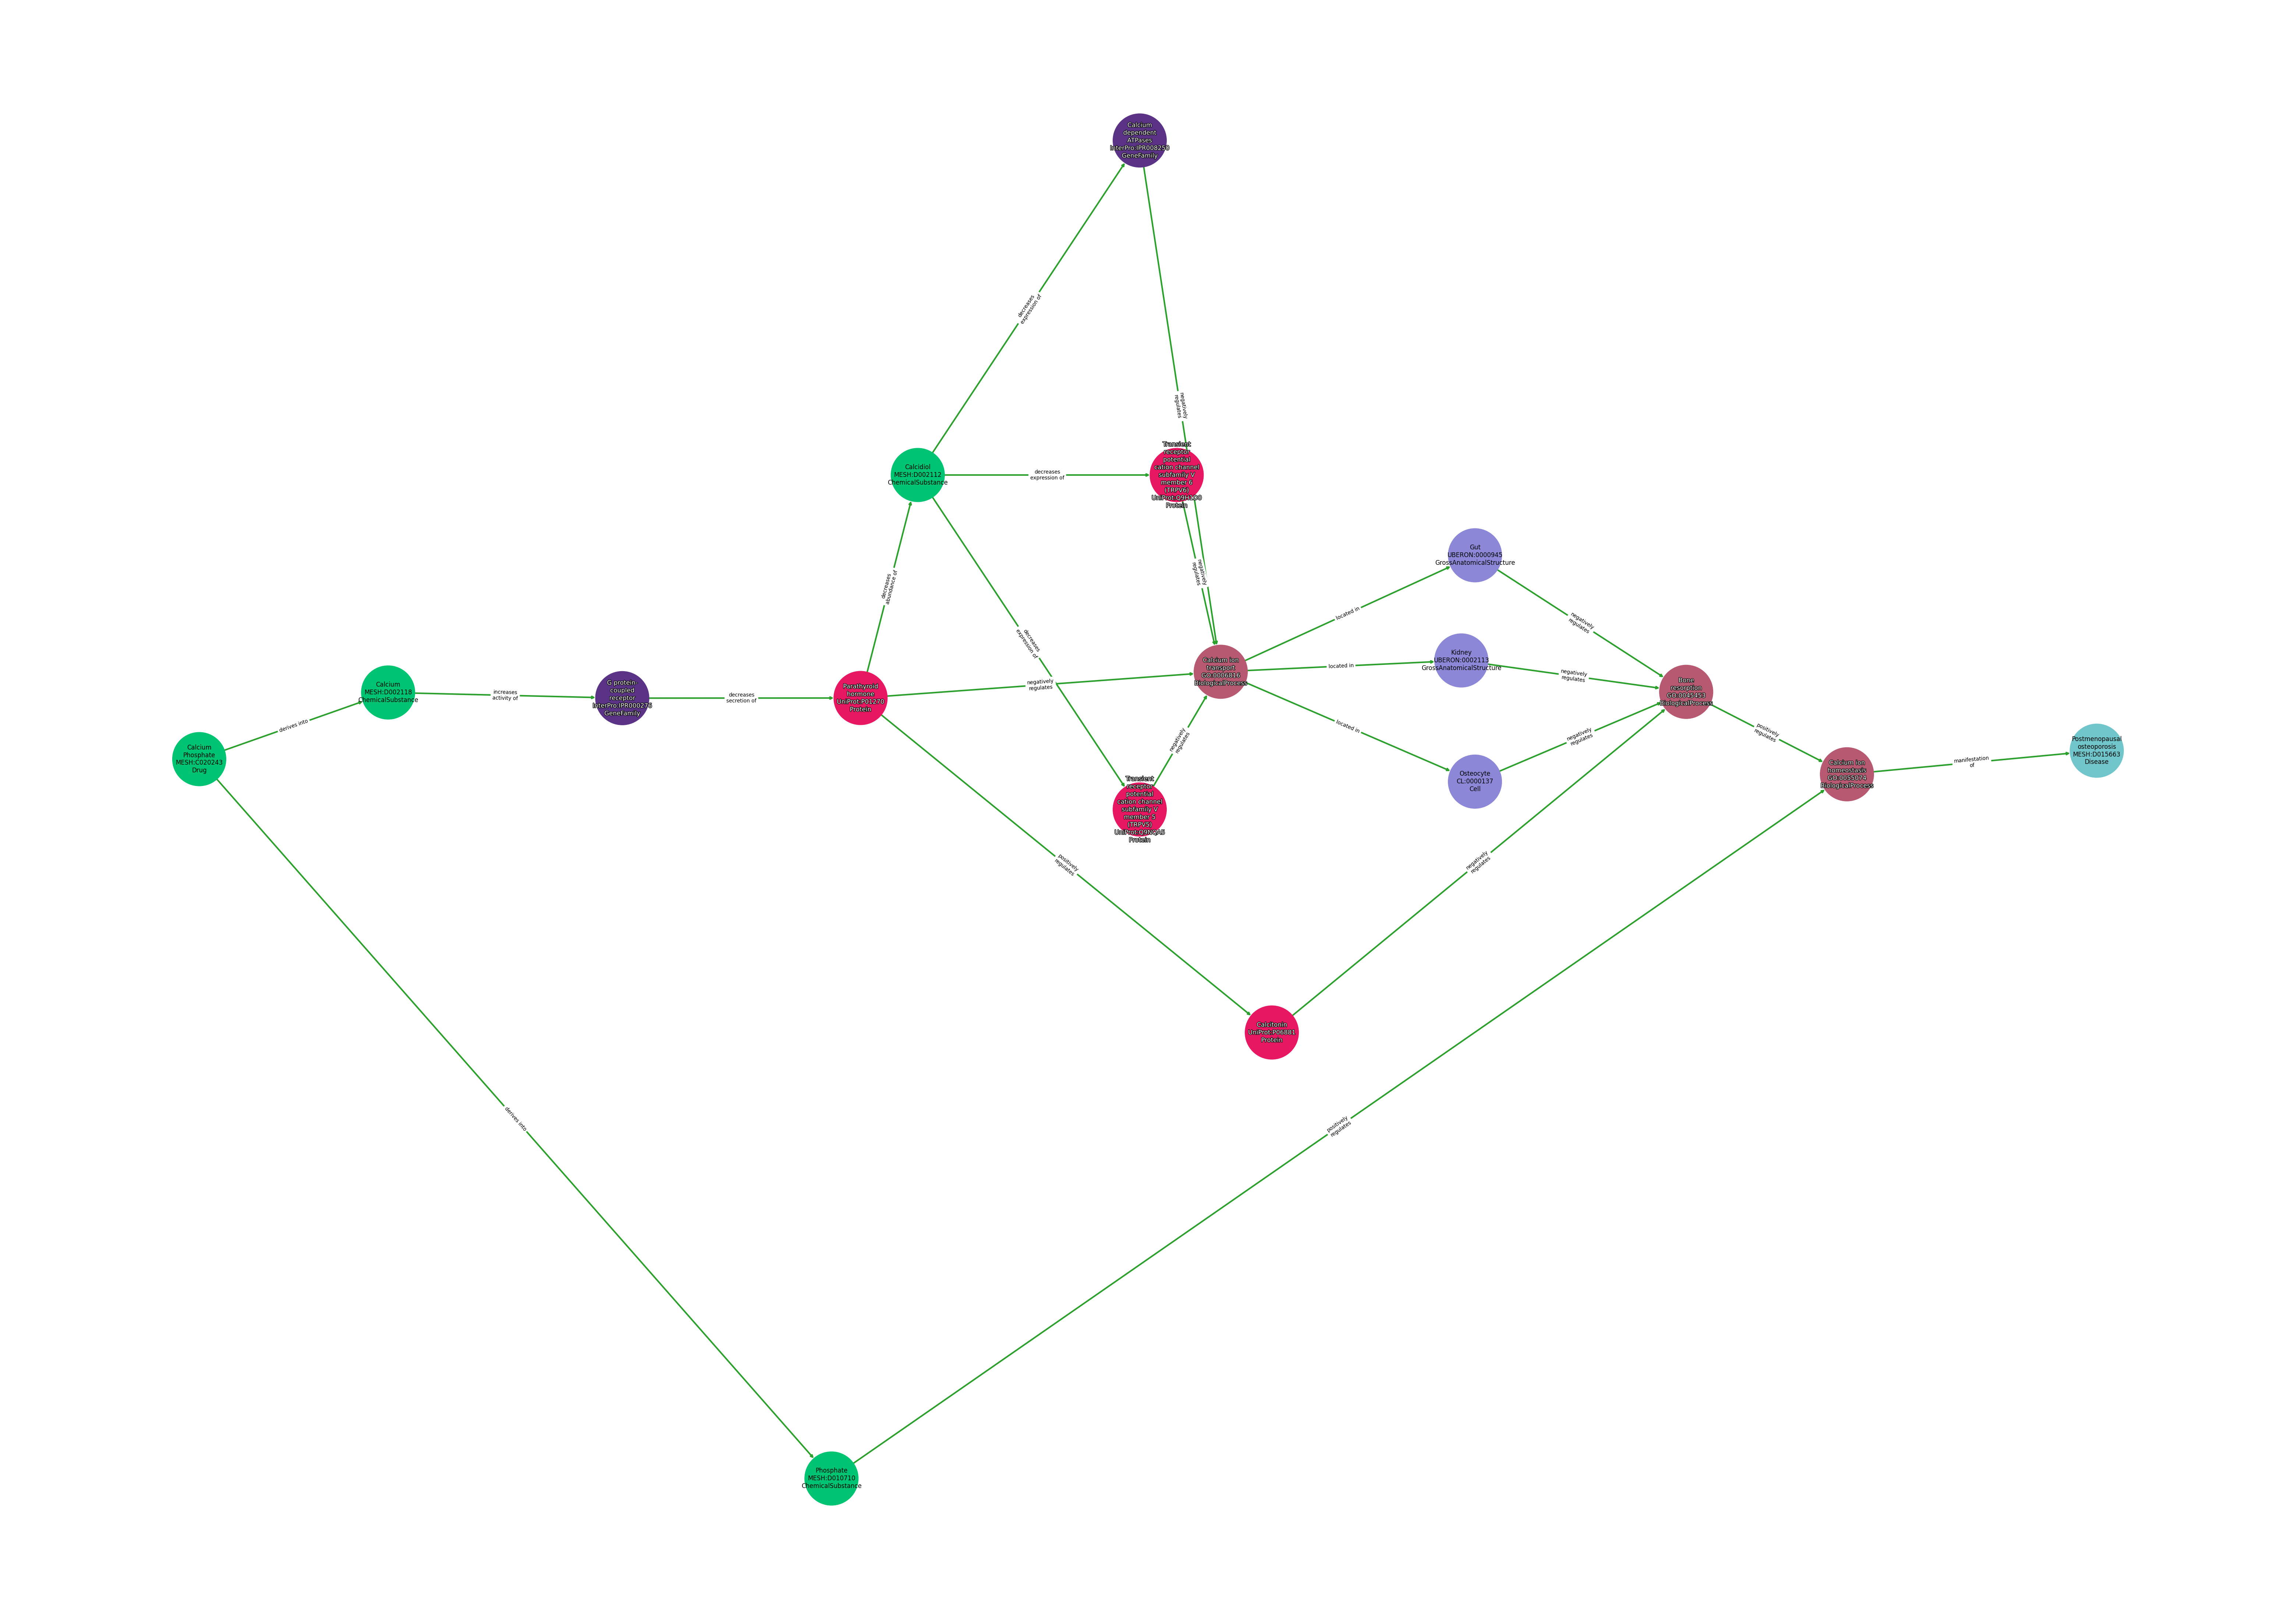 Calcium
dependent
ATPases
InterPro:IPR008250
GeneFamily
decreases
expression of
negatively
regulates
Calcidiol
MESH:D002112
ChemicalSubstance
decreases
expression of
Transient
receptor
potential
cation channel
subfamily V
member 6
(TRPV6)
Protein
decreases
abundance of
decreases
expression of
negatively
regulates
Gut
UBERON:0000945
GrossAnatomicalStructure
located in
negatively
regulates
Calcium
MESH:D002118
ChemicalSubstance
increases
activity of
G protein-
coupled
receptor
InterPro:IPR000276
GeneFamily
decreases
secretion of
Parathyroid
hormone
UniProt:P01270
Protein
negatively
regulates
Calcium ion
transport
GO:0006816
BiologicalProcess
located in
Kidney
UBERON:0002113
GrossAnatomicalStructure
negatively
regulates
Bone
resorption
GO:0045453
BiologicalProcess
derives into
Calcium
Phosphate
MESH:C020243
Drug
negatively
regulates
located in
negatively
regulates
positively
regulates
Transient
receptor
potential
cation channel
subfamily V
member 5
(TRPV5)
UniProt:Q9NQA5
Protein
Osteocyte
CL:0000137
Cell
Calcium ion
homeostasis
GO:0055074
BiologicalProcess
manifestation
of
Postmenopausal
osteoporosis
MESH:D015663
Disease
positively
regulates
negatively
regulates
Calcitonin
UniProt:P06881
Protein
derives into
positively
regulates
Phosphate
MESH:D010710
ChemicalSubstance